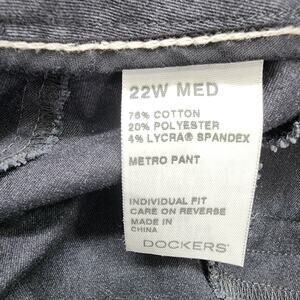 22W MED
76% COTTON
20% POLYESTER
4% LYCRA® SPANDEX
METRO PANT
INDIVIDUAL FIT
CARE ON REVERSE
MADE IN
CHINA
DOCKERS®